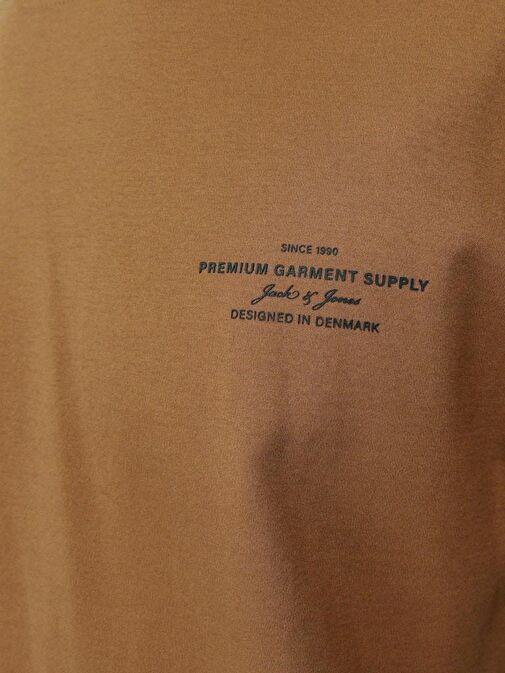 SINCE 1990
PREMIUM GARMENT SUPPLY
Jack & Jones
DESIGNED IN DENMARK